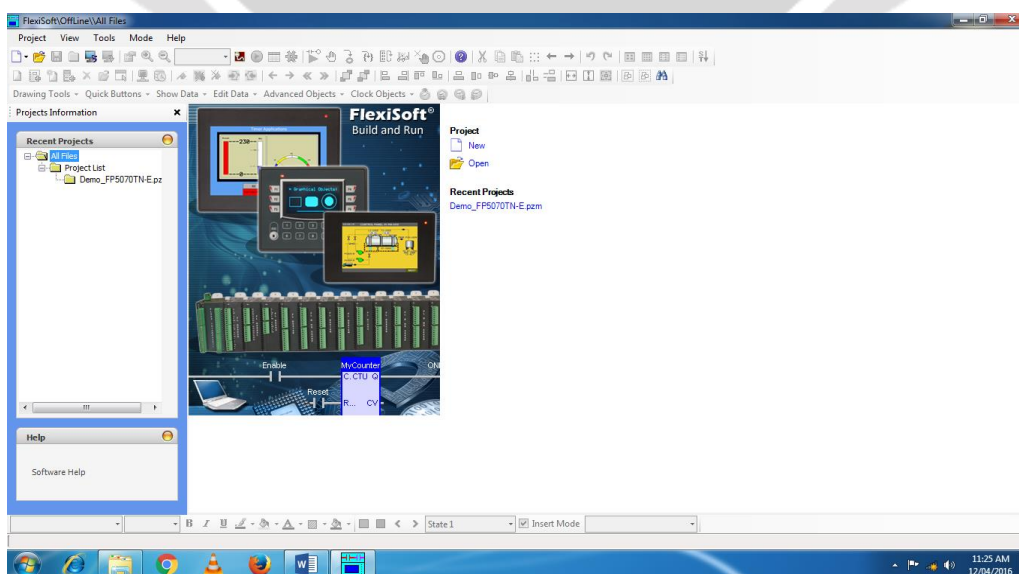 FlexiSoft\OffLine\\All Files
Project View Tools Mode Help
Drawing Tools Quick Buttons Show Data Edit Data Advanced Objects Clock Objects
Projects Information
Recent Projects
All Files
Project List
Demo_FP5070TN-E.pz
Help
Software Help
FlexiSoft®
Build and Run
Enable
MyCounter
ON
C.CTU Q
Reset
R... CV
Project
New
Open
Recent Projects
Demo_FP5070TN-E.pzm
B I U
State 1
Insert Mode
11:25 AM
12/04/2016